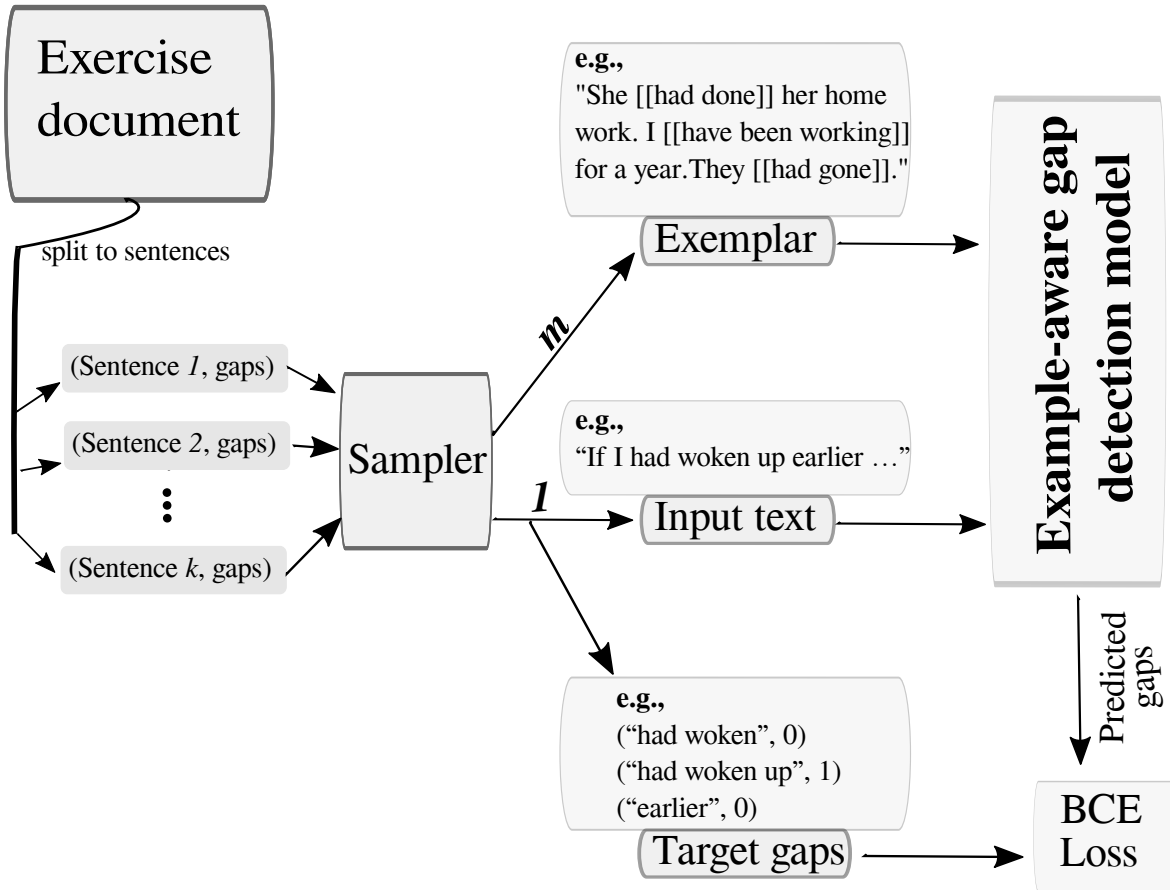 Exercise
document
split to sentences
(Sentence 1, gaps)
(Sentence 2, gaps)
(Sentence k, gaps)
Sampler
m
1
e.g.,
"She [[had done]] her home
work. I [[have been working]]
for a year.They [[had gone]]."
Exemplar
e.g.,
“If I had woken up earlier …”
Input text
e.g.,
(“had woken”, 0)
(“had woken up”, 1)
(“earlier”, 0)
Target gaps
Example-aware gap
detection model
Predicted
gaps
BCE
Loss